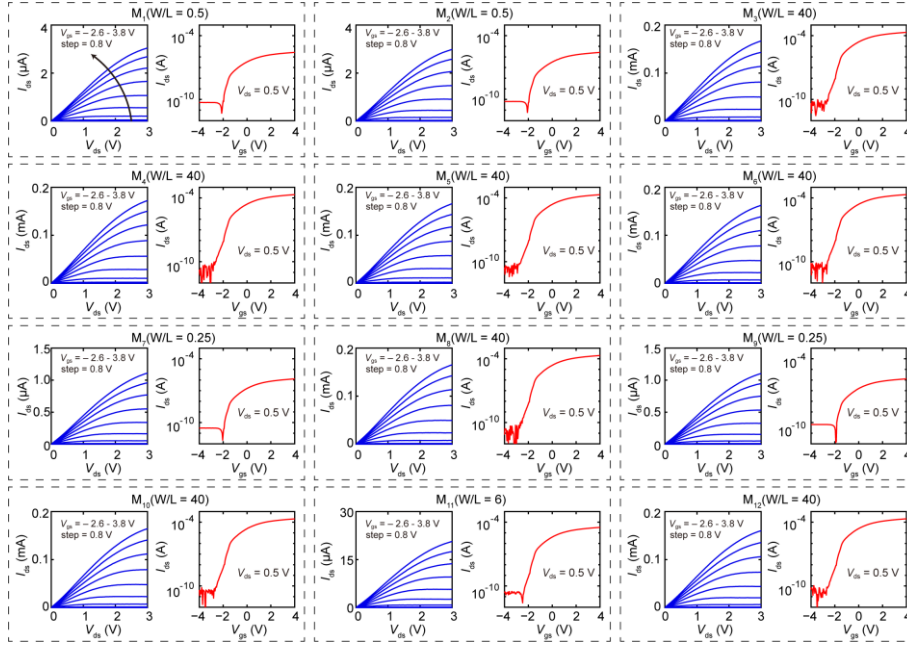 M1(W/L = 0.5)
4
2
0
Ids (μA)
Vgs = – 2.6 - 3.8 V
step = 0.8 V
0 1 2 3
Vds (V)
10−4
10−10
Ids (A)
Vds = 0.5 V
−4 −2 0 2 4
Vgs (V)
M2(W/L = 0.5)
4
2
0
Ids (μA)
Vgs = – 2.6 - 3.8 V
step = 0.8 V
0 1 2 3
Vds (V)
10−4
10−10
Ids (A)
Vds = 0.5 V
−4 −2 0 2 4
Vgs (V)
M3(W/L = 40)
0.2
0.1
0
Ids (mA)
Vgs = – 2.6 - 3.8 V
step = 0.8 V
0 1 2 3
Vds (V)
10−4
10−10
Ids (A)
Vds = 0.5 V
−4 −2 0 2 4
Vgs (V)
M4(W/L = 40)
0.2
0.1
0
Ids (mA)
Vgs = – 2.6 - 3.8 V
step = 0.8 V
0 1 2 3
Vds (V)
10−4
10−10
Ids (A)
Vds = 0.5 V
−4 −2 0 2 4
Vgs (V)
M5(W/L = 40)
0.2
0.1
0
Ids (mA)
Vgs = – 2.6 - 3.8 V
step = 0.8 V
0 1 2 3
Vds (V)
10−4
10−10
Ids (A)
Vds = 0.5 V
−4 −2 0 2 4
Vgs (V)
M6(W/L = 40)
0.2
0.1
0
Ids (mA)
Vgs = – 2.6 - 3.8 V
step = 0.8 V
0 1 2 3
Vds (V)
10−4
10−10
Ids (A)
Vds = 0.5 V
−4 −2 0 2 4
Vgs (V)
M7(W/L = 0.25)
1.5
1.0
0.5
0
Ids (μA)
Vgs = – 2.6 - 3.8 V
step = 0.8 V
0 1 2 3
Vds (V)
10−4
10−10
Ids (A)
Vds = 0.5 V
−4 −2 0 2 4
Vgs (V)
M8(W/L = 40)
0.2
0.1
0
Ids (mA)
Vgs = – 2.6 - 3.8 V
step = 0.8 V
0 1 2 3
Vds (V)
10−4
10−10
Ids (A)
Vds = 0.5 V
−4 −2 0 2 4
Vgs (V)
M9(W/L = 0.25)
1.5
1.0
0.5
0
Ids (μA)
Vgs = – 2.6 - 3.8 V
step = 0.8 V
0 1 2 3
Vds (V)
10−4
10−10
Ids (A)
Vds = 0.5 V
−4 −2 0 2 4
Vgs (V)
M10(W/L = 40)
0.2
0.1
0
Ids (mA)
Vgs = – 2.6 - 3.8 V
step = 0.8 V
0 1 2 3
Vds (V)
10−4
10−10
Ids (A)
Vds = 0.5 V
−4 −2 0 2 4
Vgs (V)
M11(W/L = 6)
30
20
10
0
Ids (μA)
Vgs = – 2.6 - 3.8 V
step = 0.8 V
0 1 2 3
Vds (V)
10−4
10−10
Ids (A)
Vds = 0.5 V
−4 −2 0 2 4
Vgs (V)
M12(W/L = 40)
0.2
0.1
0
Ids (mA)
Vgs = – 2.6 - 3.8 V
step = 0.8 V
0 1 2 3
Vds (V)
10−4
10−10
Ids (A)
Vds = 0.5 V
−4 −2 0 2 4
Vgs (V)